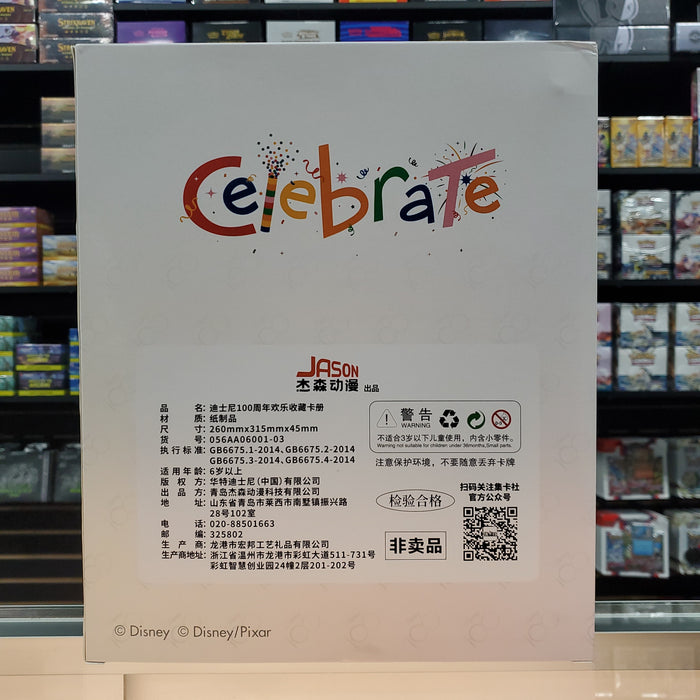 Celebrate
JASON
杰森动漫 出品
品 名: 迪士尼100周年欢乐收藏卡册
材 质: 纸制品
尺 寸: 260mmx315mmx45mm
货 号: 056AA06001-03
执行标准: GB6675.1-2014,GB6675.2-2014
GB6675.3-2014,GB6675.4-2014
适用年龄: 6岁以上
版 权 方: 华特迪士尼(中国)有限公司
出 品 方: 青岛杰森动漫科技有限公司
地 址: 山东省青岛市莱西市南墅镇振兴路
28号102室
电 话: 020-88501663
邮 编: 325802
生 产 商: 龙港市宏邦工艺礼品有限公司
生产商地址: 浙江省温州市龙港市彩虹大道511-731号
彩虹智慧创业园24幢2层201-202号
警告
WARNING
不适合3岁以下儿童使用，内含小零件。
Warning not suitable for children under 36months,Small parts.
注意保护环境，不要随意丢弃卡牌
检验合格
非卖品
扫码关注集卡社
官方公众号
© Disney © Disney/Pixar
STRIXHAVEN